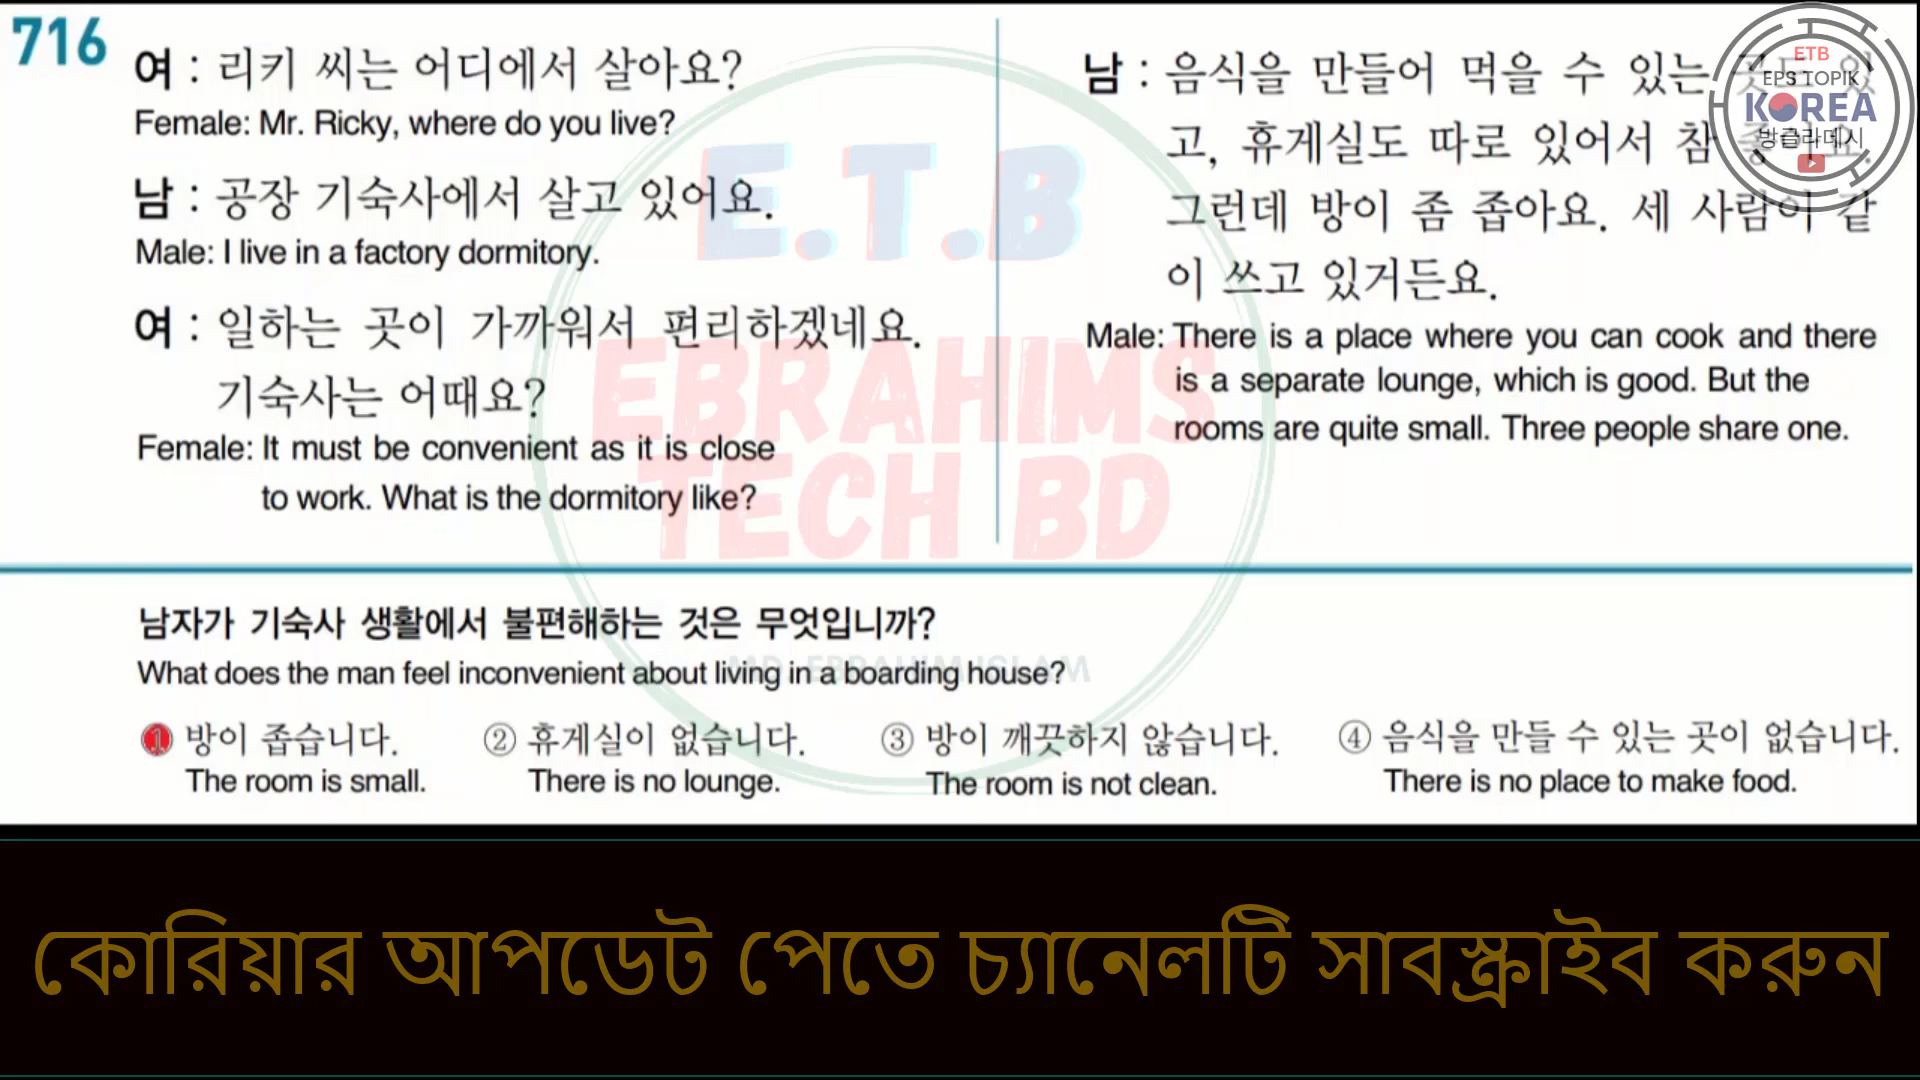 716
여 : 리키 씨는 어디에서 살아요?
Female: Mr. Ricky, where do you live?
남 : 공장 기숙사에서 살고 있어요.
Male: I live in a factory dormitory.
여 : 일하는 곳이 가까워서 편리하겠네요.
기숙사는 어때요?
Female: It must be convenient as it is close
to work. What is the dormitory like?
남 : 음식을 만들어 먹을 수 있는 곳도 있
고, 휴게실도 따로 있어서 참
그런데 방이 좀 좁아요. 세 사람이 같
이 쓰고 있거든요.
Male: There is a place where you can cook and there
is a separate lounge, which is good. But the
rooms are quite small. Three people share one.
ETB
EPS TOPIK
KOREA
방글라데시
E.T.B
EBRAHIMS
TECH BD
MD. EBRAHIM ISLAM
남자가 기숙사 생활에서 불편해하는 것은 무엇입니까?
What does the man feel inconvenient about living in a boarding house?
① 방이 좁습니다. ② 휴게실이 없습니다. ③ 방이 깨끗하지 않습니다. ④ 음식을 만들 수 있는 곳이 없습니다.
The room is small. There is no lounge. The room is not clean. There is no place to make food.
কোরিয়ার আপডেট পেতে চ্যানেলটি সাবস্ক্রাইব করুন